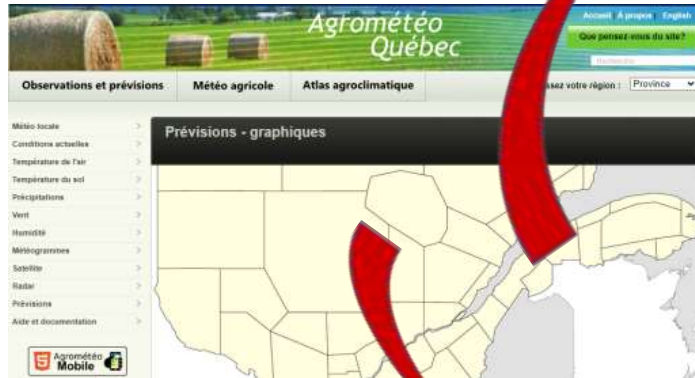 Agrométéo
Québec
Accueil | À propos | English
Que pensez-vous du site?
Observations et prévisions
Météo agricole
Atlas agroclimatique
votre région :
Province
Météo locale
Conditions actuelles
Température de l'air
Température du sol
Précipitations
Vent
Humidité
Météogrammes
Satellite
Radar
Prévisions
Aide et documentation
Prévisions - graphiques
Agrométéo
Mobile